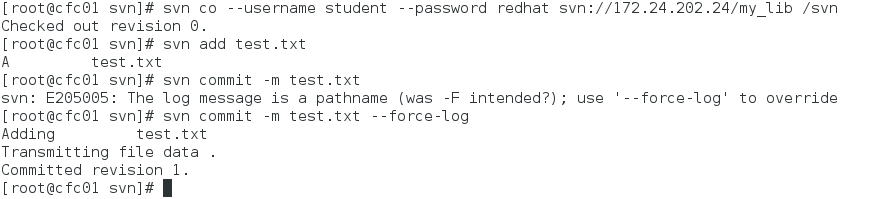 [root@cfc01 svn]# svn co --username student --password redhat svn://172.24.202.24/my_lib /svn
Checked out revision 0.
[root@cfc01 svn]# svn add test.txt
A         test.txt
[root@cfc01 svn]# svn commit -m test.txt
svn: E205005: The log message is a pathname (was -F intended?); use '--force-log' to override
[root@cfc01 svn]# svn commit -m test.txt --force-log
Adding         test.txt
Transmitting file data .
Committed revision 1.
[root@cfc01 svn]#